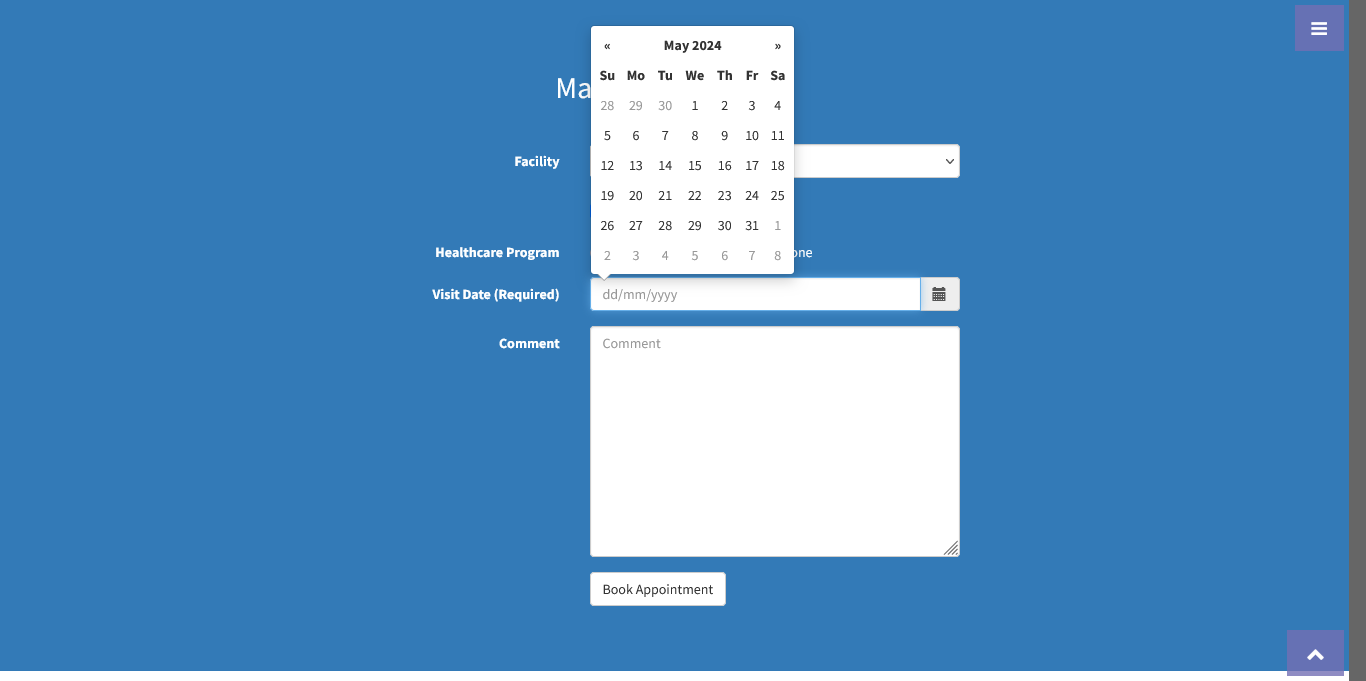 « May 2024 »
Su Mo Tu We Th Fr Sa
28 29 30 1 2 3 4
5 6 7 8 9 10 11
12 13 14 15 16 17 18
19 20 21 22 23 24 25
26 27 28 29 30 31 1
2 3 4 5 6 7 8
Facility
Healthcare Program
Visit Date (Required) dd/mm/yyyy
Comment Comment
Book Appointment